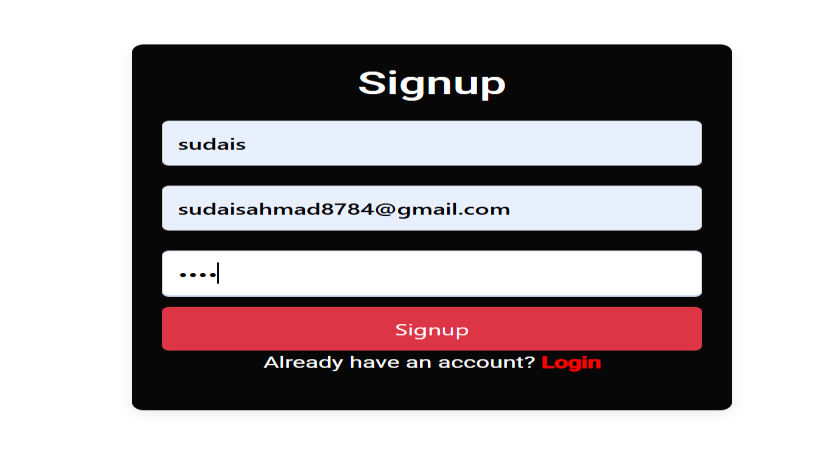 Signup
sudais
sudaisahmad8784@gmail.com
••••
Signup
Already have an account? Login